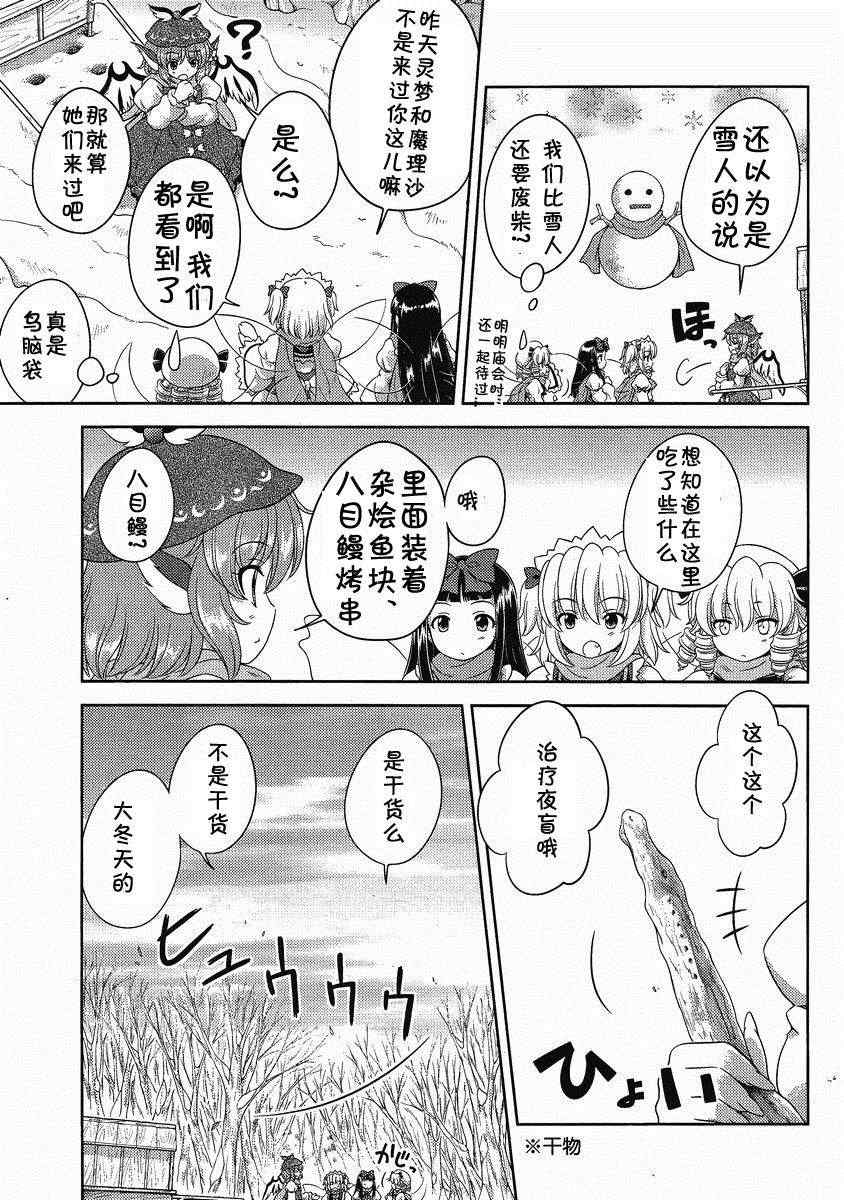 还以为是
雪人的说
我们比雪人
还要废柴?
ほっ
明明庙会时…
还一起待过…
昨天灵梦和魔理沙
不是来过你这儿嘛
?
是么?
是啊 我们
都看到了
那就算
她们来过吧
真是
鸟脑袋
想知道在这里
吃了些什么
哦
里面装着
杂烩鱼块、
八目鳗烤串
八目鳗?
这个这个
治疗夜盲哦
ひょい
※干物
是干货么
不是干货
大冬天的
ヒュウウウ
がじっ